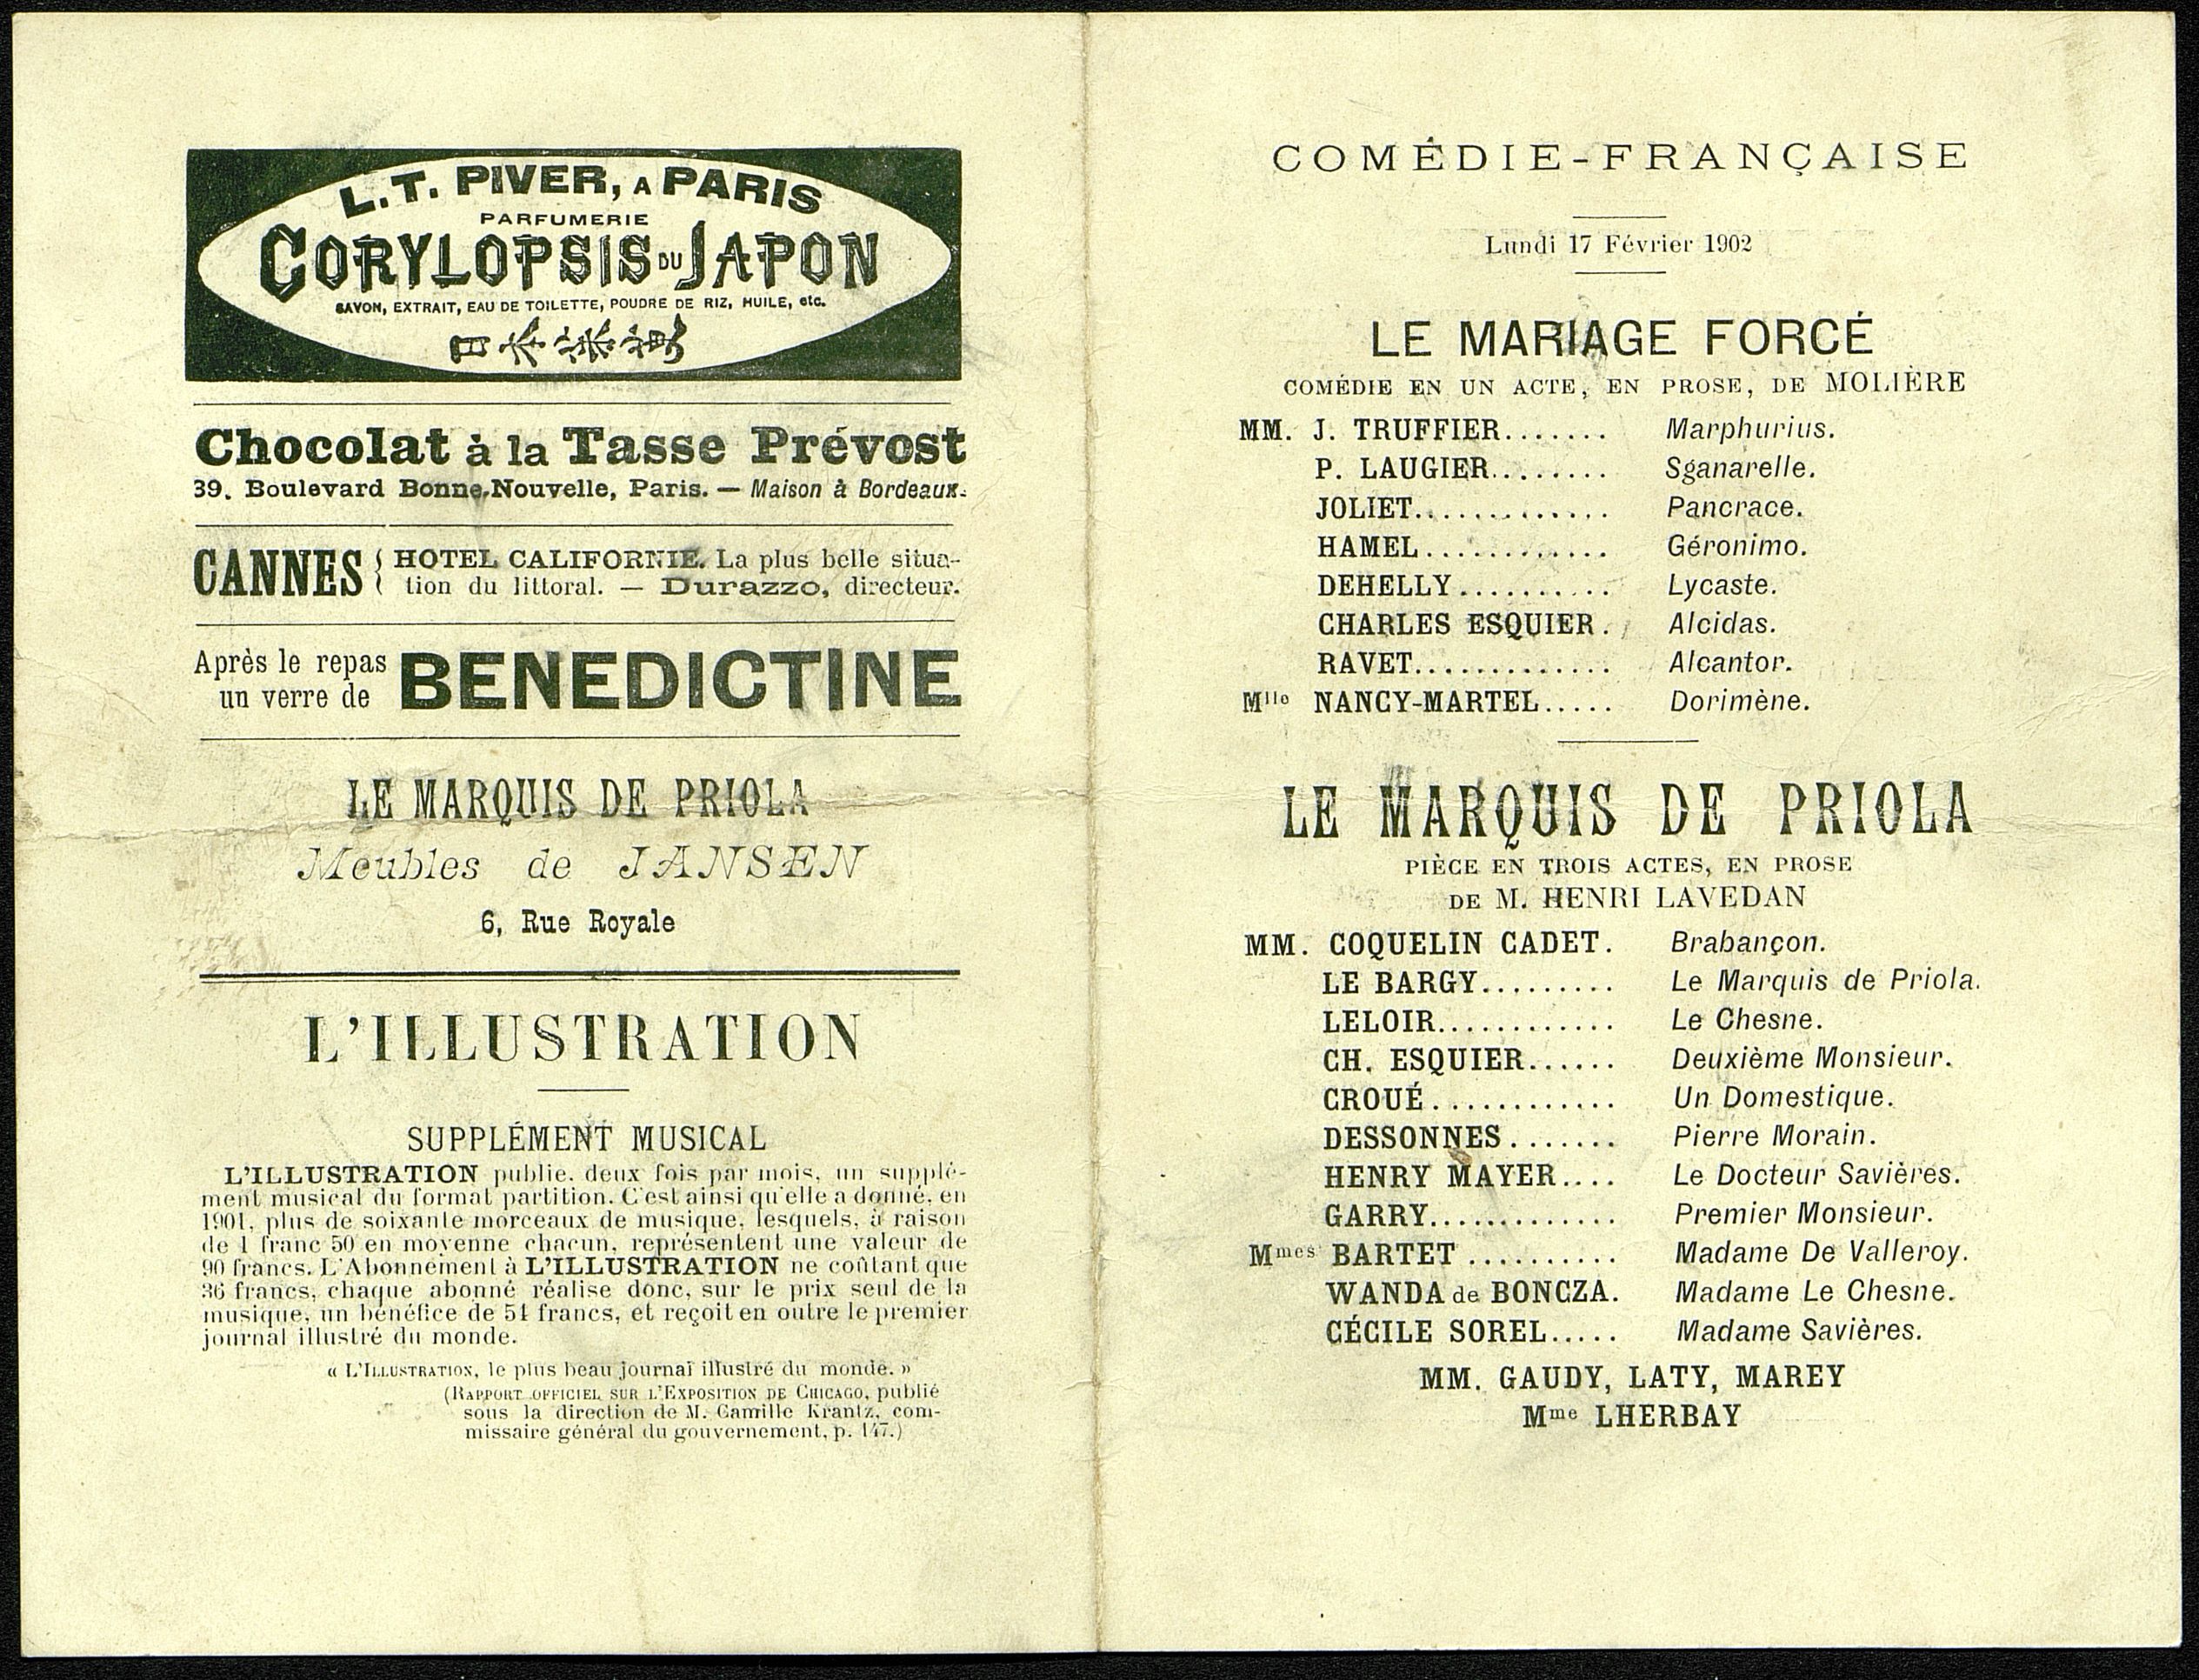 L.T. PIVER, A PARIS
PARFUMERIE
CORYLOPSIS DU JAPON
SAVON, EXTRAIT, EAU DE TOILETTE, POUDRE DE RIZ, HUILE, etc.
Chocolat à la Tasse Prévost
39, Boulevard Bonne-Nouvelle, Paris. — Maison à Bordeaux.
CANNES { HOTEL CALIFORNIE. La plus belle situa-
tion du littoral. — Durazzo, directeur.
Après le repas
un verre de BENEDICTINE
LE MARQUIS DE PRIOLA
Meubles de JANSEN
6, Rue Royale
L'ILLUSTRATION
SUPPLÉMENT MUSICAL
L'ILLUSTRATION publie, deux fois par mois, un supplé-
ment musical du format partition. C'est ainsi qu'elle a donné, en
1901, plus de soixante morceaux de musique, lesquels, à raison
de 1 franc 50 en moyenne chacun, représentent une valeur de
90 francs. L'Abonnement à L'ILLUSTRATION ne coûtant que
36 francs, chaque abonné réalise donc, sur le prix seul de la
musique, un bénéfice de 54 francs, et reçoit en outre le premier
journal illustré du monde.
« L'ILLUSTRATION, le plus beau journal illustré du monde. »
(RAPPORT OFFICIEL SUR L'EXPOSITION DE CHICAGO, publié
sous la direction de M. Camille Krantz, com-
missaire général du gouvernement, p. 147.)
COMÉDIE-FRANÇAISE
Lundi 17 Février 1902
LE MARIAGE FORCÉ
COMÉDIE EN UN ACTE, EN PROSE, DE MOLIÈRE
MM. J. TRUFFIER....... Marphurius.
P. LAUGIER........ Sganarelle.
JOLIET............. Pancrace.
HAMEL............ Géronimo.
DEHELLY.......... Lycaste.
CHARLES ESQUIER. Alcidas.
RAVET............. Alcantor.
Mlle NANCY-MARTEL..... Dorimène.
LE MARQUIS DE PRIOLA
PIÈCE EN TROIS ACTES, EN PROSE
DE M. HENRI LAVEDAN
MM. COQUELIN CADET. Brabançon.
LE BARGY......... Le Marquis de Priola.
LELOIR............ Le Chesne.
CH. ESQUIER...... Deuxième Monsieur.
CROUÉ............ Un Domestique.
DESSONNES....... Pierre Morain.
HENRY MAYER.... Le Docteur Savières.
GARRY............. Premier Monsieur.
Mmes BARTET .......... Madame De Valleroy.
WANDA de BONCZA. Madame Le Chesne.
CÉCILE SOREL..... Madame Savières.
MM. GAUDY, LATY, MAREY
Mme LHERBAY